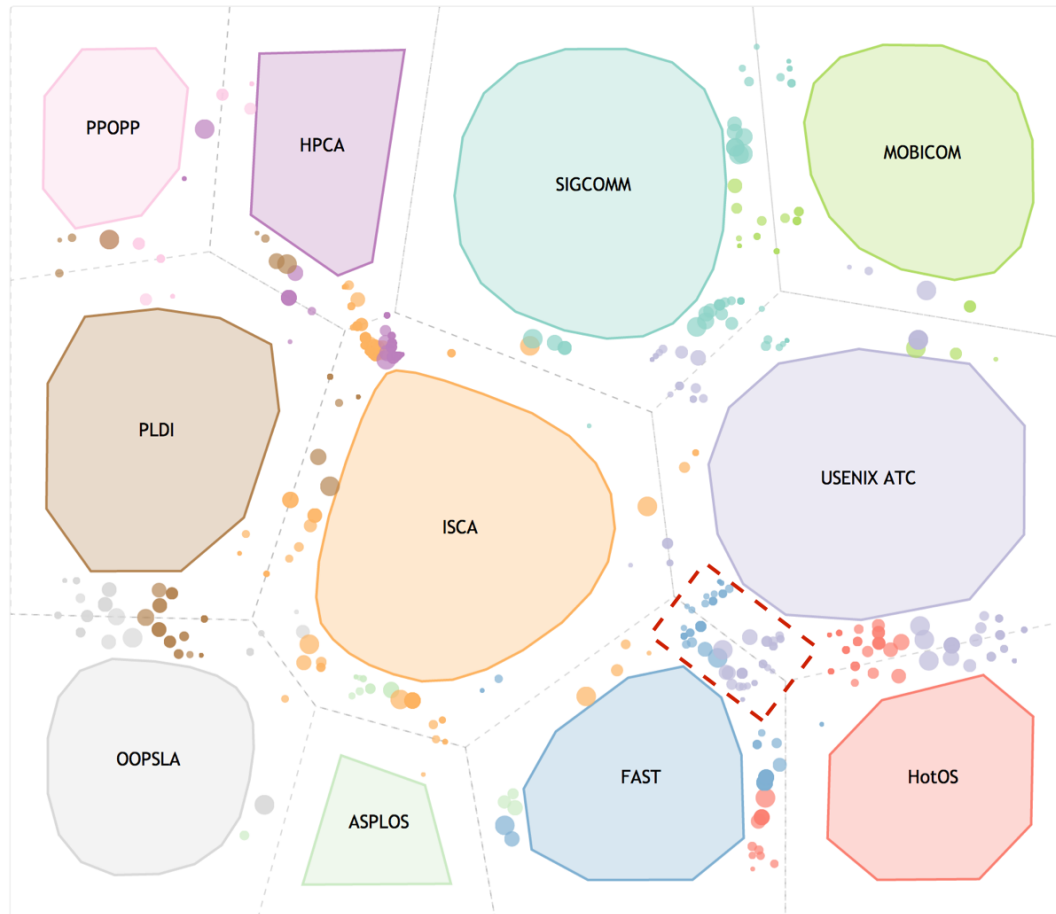 PPOPP
HPCA
SIGCOMM
MOBICOM
PLDI
ISCA
USENIX ATC
OOPSLA
ASPLOS
FAST
HotOS